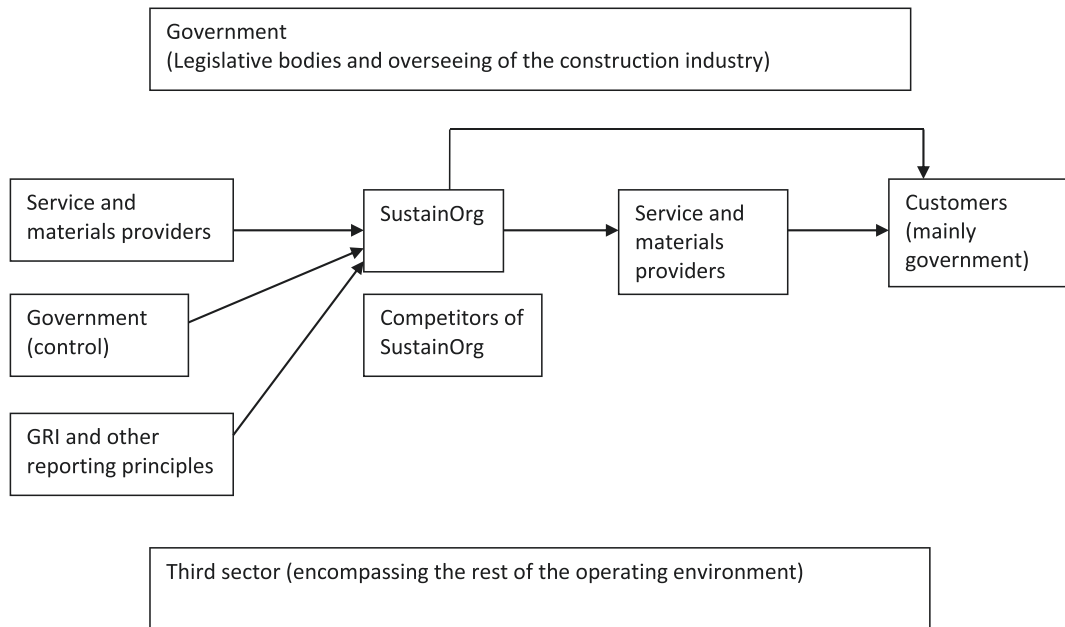 Government
(Legislative bodies and overseeing of the construction industry)
Service and
materials providers
SustainOrg
Service and
materials
providers
Customers
(mainly
government)
Government
(control)
Competitors of
SustainOrg
GRI and other
reporting principles
Third sector (encompassing the rest of the operating environment)